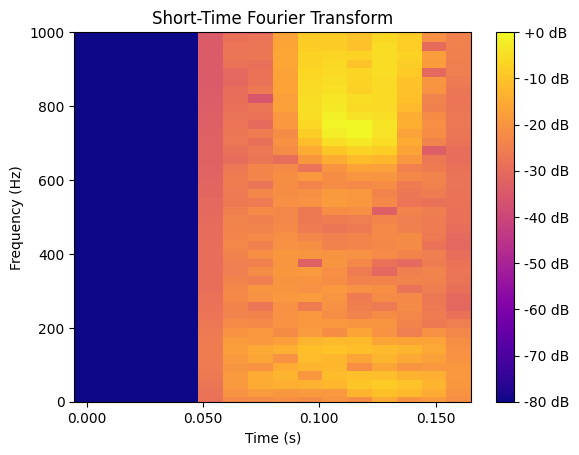 Short-Time Fourier Transform
1000
800
600
400
200
0
Frequency (Hz)
0.000
0.050
0.100
0.150
Time (s)
+0 dB
-10 dB
-20 dB
-30 dB
-40 dB
-50 dB
-60 dB
-70 dB
-80 dB